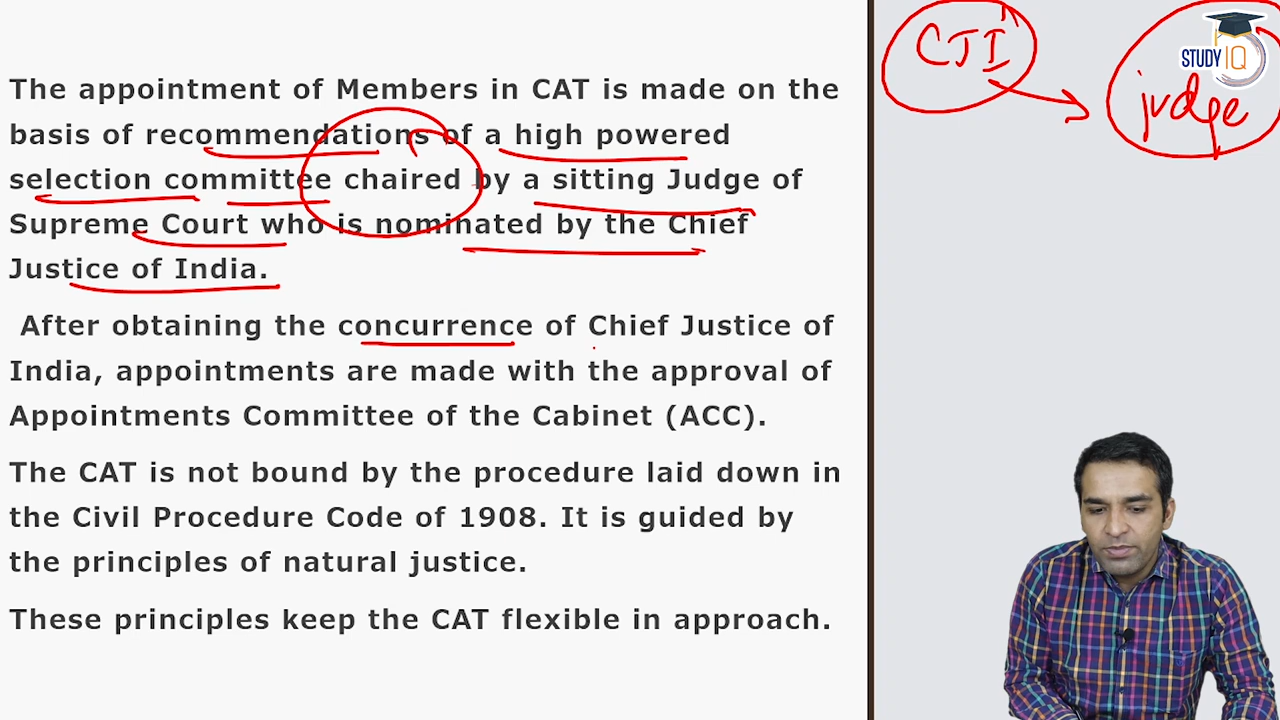 The appointment of Members in CAT is made on the
basis of recommendations of a high powered
selection committee chaired by a sitting Judge of
Supreme Court who is nominated by the Chief
Justice of India.
After obtaining the concurrence of Chief Justice of
India, appointments are made with the approval of
Appointments Committee of the Cabinet (ACC).
The CAT is not bound by the procedure laid down in
the Civil Procedure Code of 1908. It is guided by
the principles of natural justice.
These principles keep the CAT flexible in approach.
CJI
judge
STUDY IQ